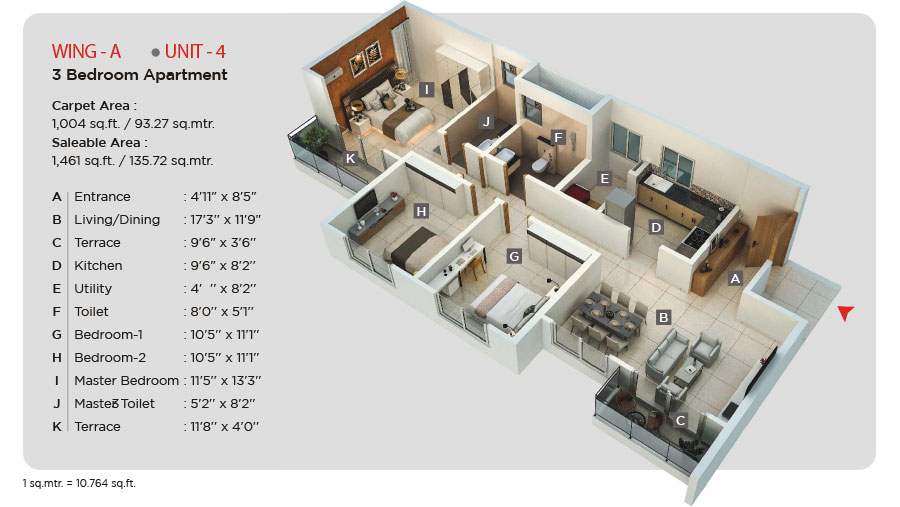 WING - A ● UNIT - 4
3 Bedroom Apartment
Carpet Area :
1,004 sq.ft. / 93.27 sq.mtr.
Saleable Area :
1,461 sq.ft. / 135.72 sq.mtr.
A Entrance : 4'11'' x 8'5''
B Living/Dining : 17'3'' x 11'9''
C Terrace : 9'6'' x 3'6''
D Kitchen : 9'6'' x 8'2''
E Utility : 4' '' x 8'2''
F Toilet : 8'0'' x 5'1''
G Bedroom-1 : 10'5'' x 11'1''
H Bedroom-2 : 10'5'' x 11'1''
I Master Bedroom : 11'5'' x 13'3''
J Toilet : 5'2'' x 8'2''
K Terrace : 11'8'' x 4'0''
1 sq.mtr. = 10.764 sq.ft.
I
J
F
K
E
H
D
G
A
B
C